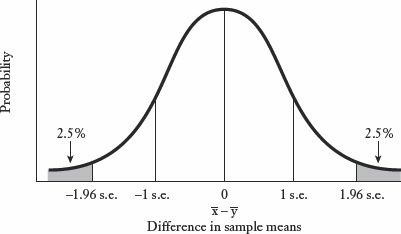 Probability
2.5%
2.5%
–1.96 s.e. –1 s.e. 0 1 s.e. 1.96 s.e.
x̅ – y̅
Difference in sample means